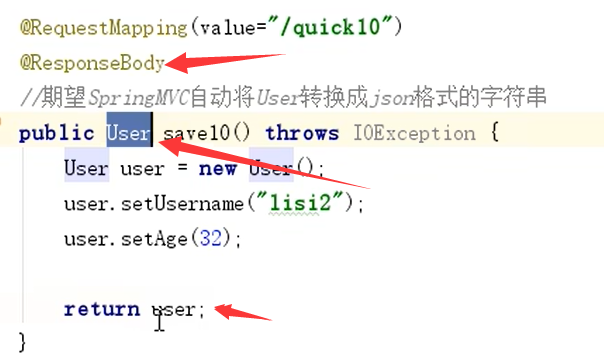 @RequestMapping(value="/quick10")
@ResponseBody
//期望SpringMVC自动将User转换成json格式的字符串
public User save10() throws IOException {
User user = new User();
user.setUsername("lisi2");
user.setAge(32);
return user;
}